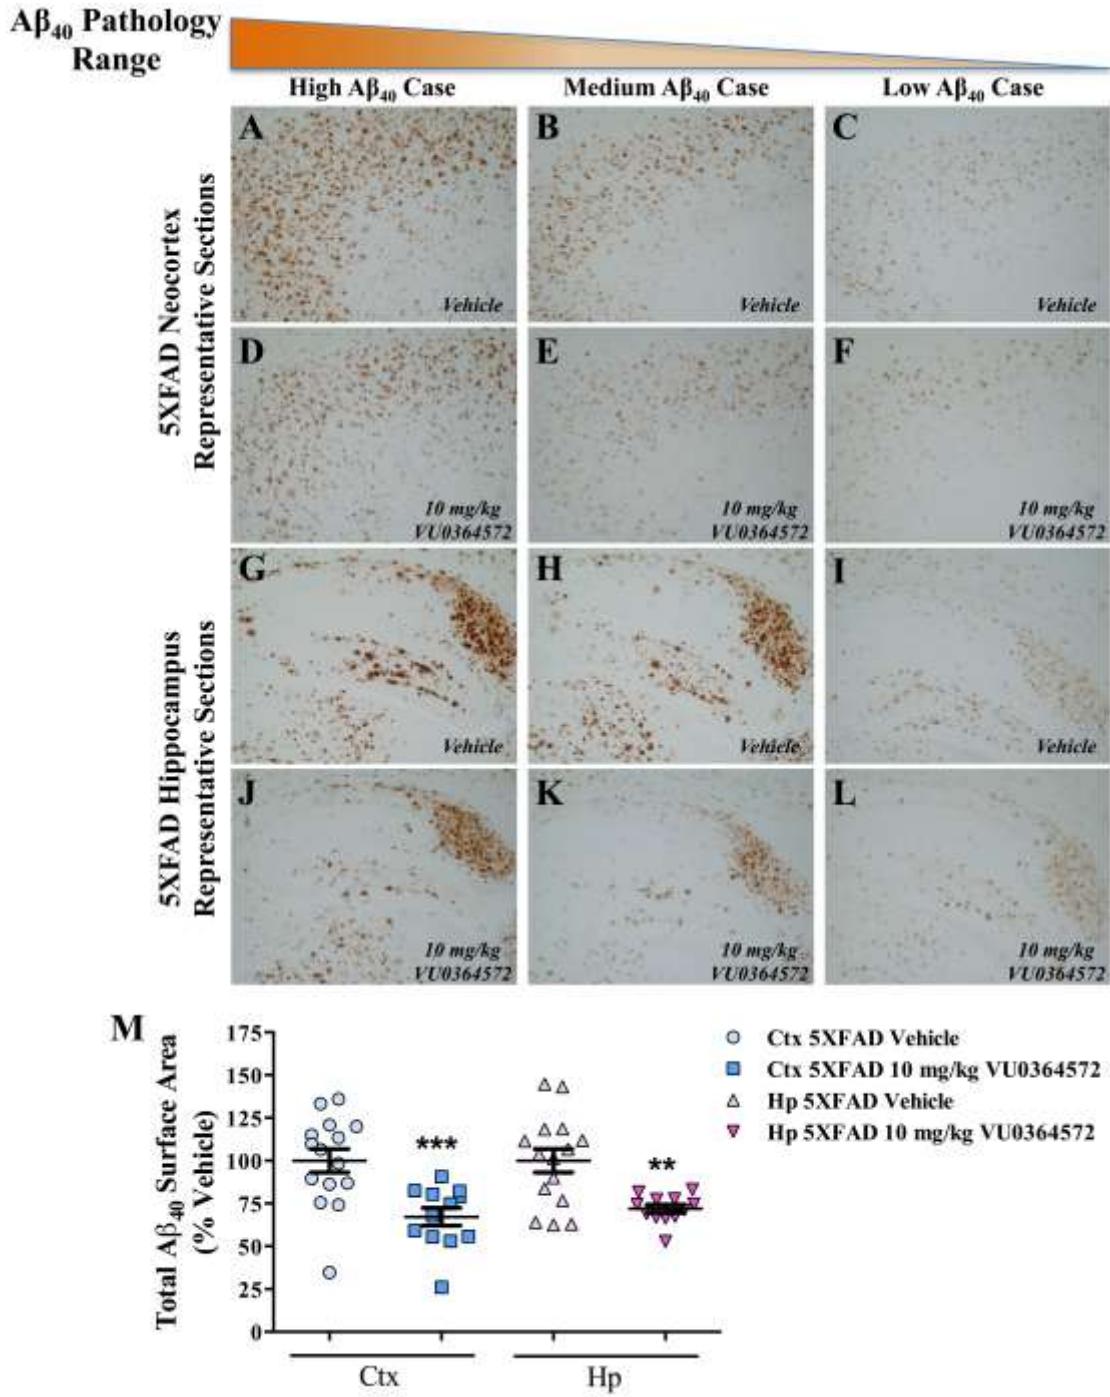 Aβ40 Pathology
Range
High Aβ40 Case
Medium Aβ40 Case
Low Aβ40 Case
5XFAD Neocortex
Representative Sections
A
Vehicle
B
Vehicle
C
Vehicle
D
10 mg/kg
VU0364572
E
10 mg/kg
VU0364572
F
10 mg/kg
VU0364572
5XFAD Hippocampus
Representative Sections
G
Vehicle
H
Vehicle
I
Vehicle
J
10 mg/kg
VU0364572
K
10 mg/kg
VU0364572
L
10 mg/kg
VU0364572
M
Total Aβ40 Surface Area
(% Vehicle)
175
150
125
100
75
50
25
0
***
**
Ctx
Hp
Ctx 5XFAD Vehicle
Ctx 5XFAD 10 mg/kg VU0364572
Hp 5XFAD Vehicle
Hp 5XFAD 10 mg/kg VU0364572